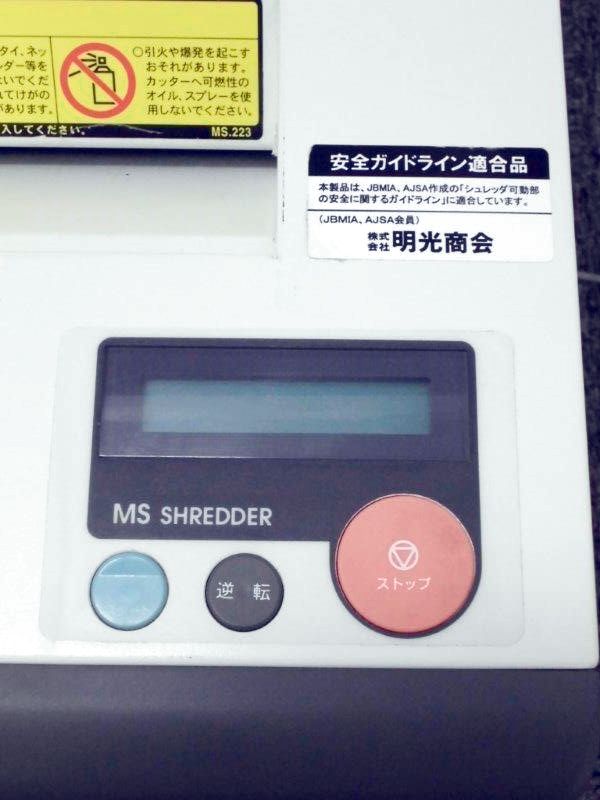 タイ、ネッ
ルダー等を
ないでくだ
れてけがの
があります。
○引火や爆発を起こす
おそれがあります。
カッターへ可燃性の
オイル、スプレーを使
用しないでください。
入してください。
MS.223
安全ガイドライン適合品
本製品は、JBMIA、AJSA作成の「シュレッダ可動部
の安全に関するガイドライン」に適合しています。
(JBMIA、AJSA会員)
株式
会社 明光商会
MS SHREDDER
逆 転
ストップ